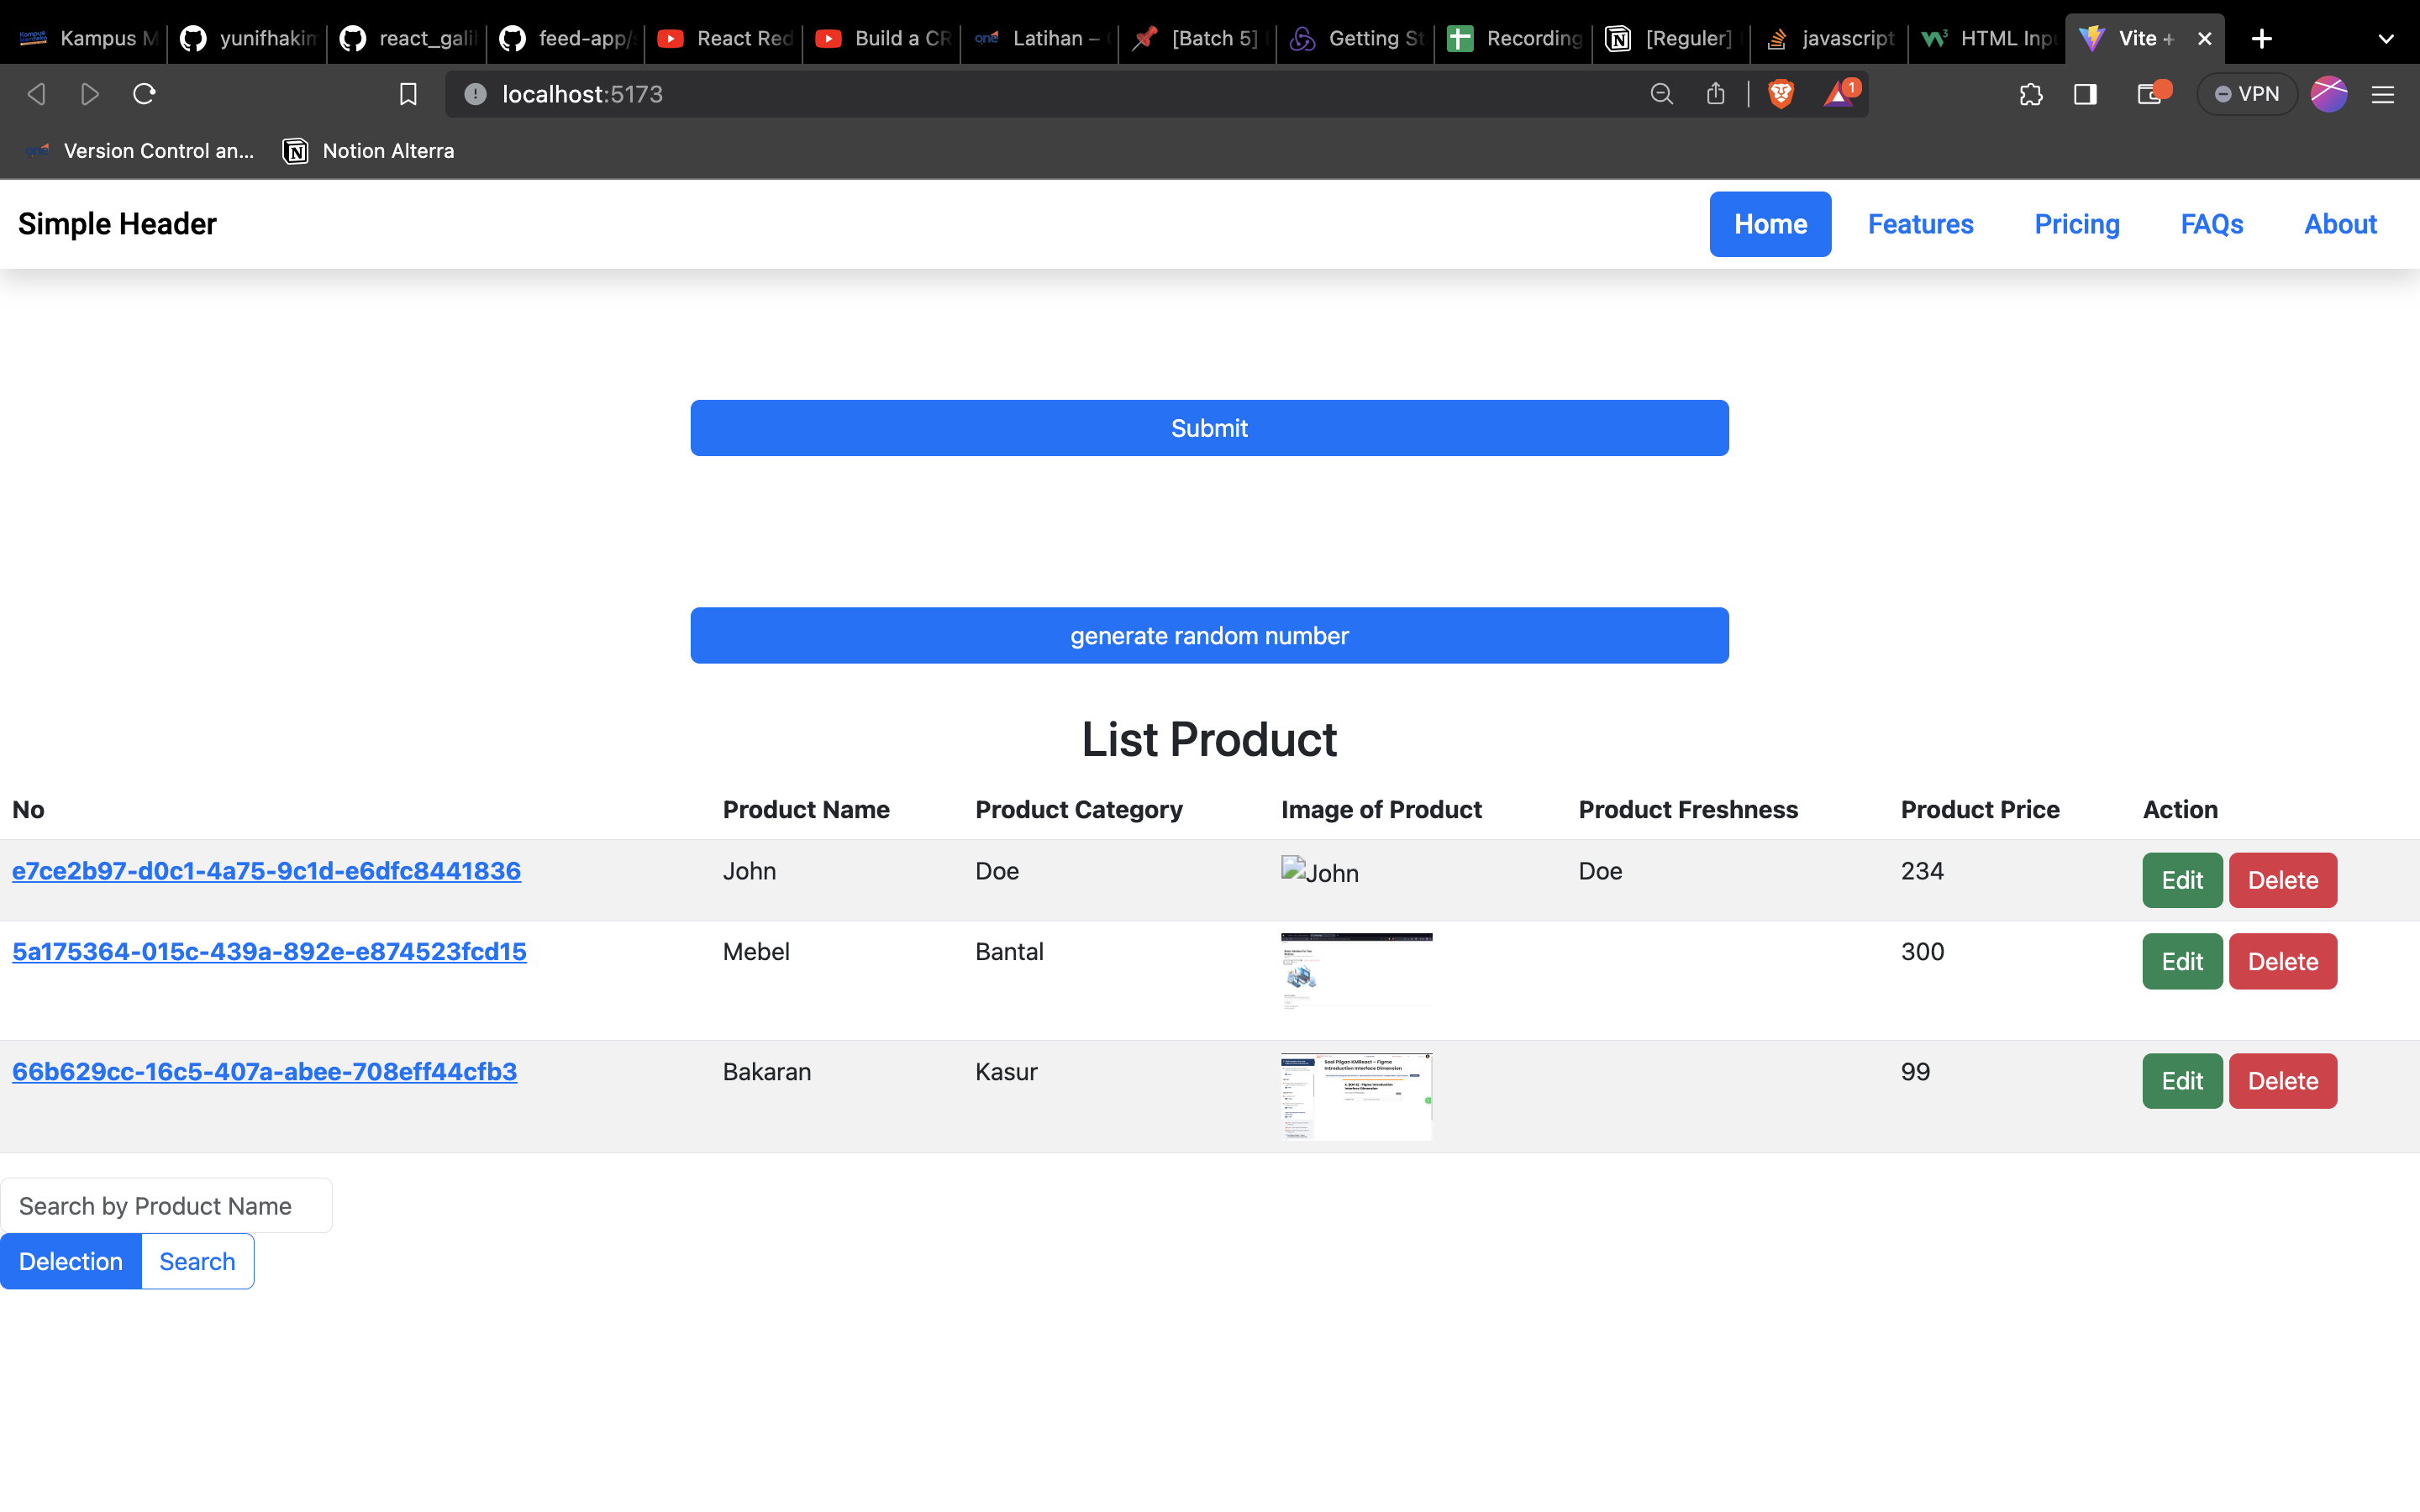 Kampus M yunifhakim react_gali feed-app/s React Red Build a CR one Latihan – [Batch 5] Getting St Recording [Reguler] javascript HTML Inpu Vite +
localhost:5173 1 VPN
one Version Control an... Notion Alterra
Simple Header Home Features Pricing FAQs About
Submit
generate random number
List Product
No Product Name Product Category Image of Product Product Freshness Product Price Action
e7ce2b97-d0c1-4a75-9c1d-e6dfc8441836 John Doe John Doe 234 Edit Delete
5a175364-015c-439a-892e-e874523fcd15 Mebel Bantal 300 Edit Delete
66b629cc-16c5-407a-abee-708eff44cfb3 Bakaran Kasur 99 Edit Delete
Search by Product Name
Delection Search